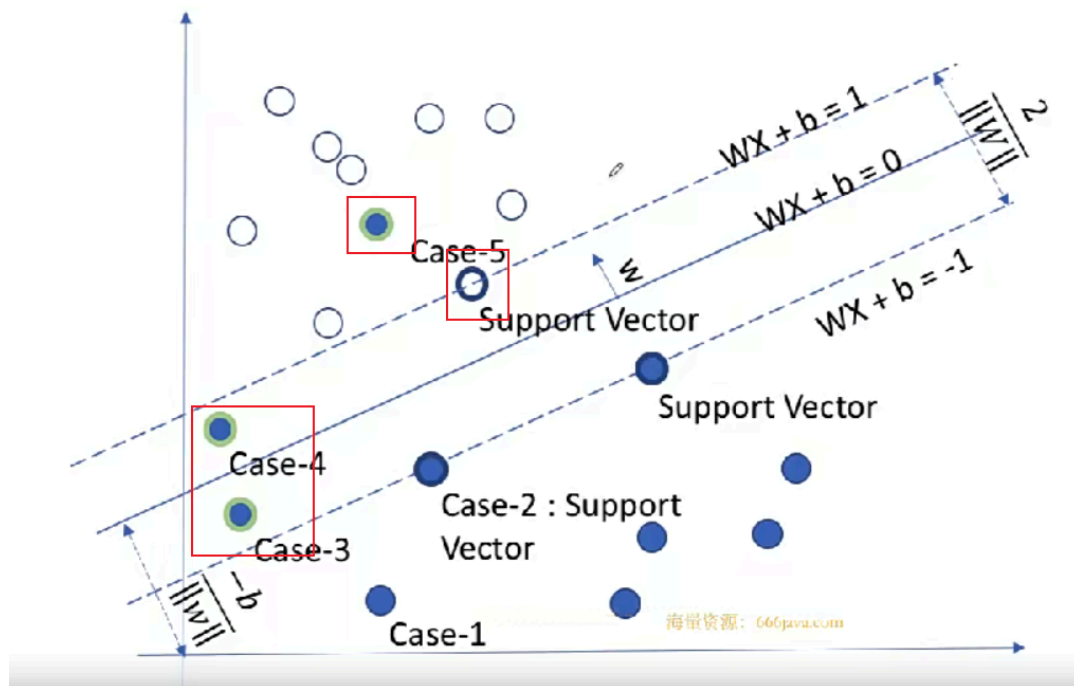 WX + b = 1
2
||W||
WX + b = 0
Case-5
w
WX + b = -1
Support Vector
Support Vector
Case-4
Case-2 : Support
Vector
Case-3
-b
||w||
Case-1
海量资源：666java.com